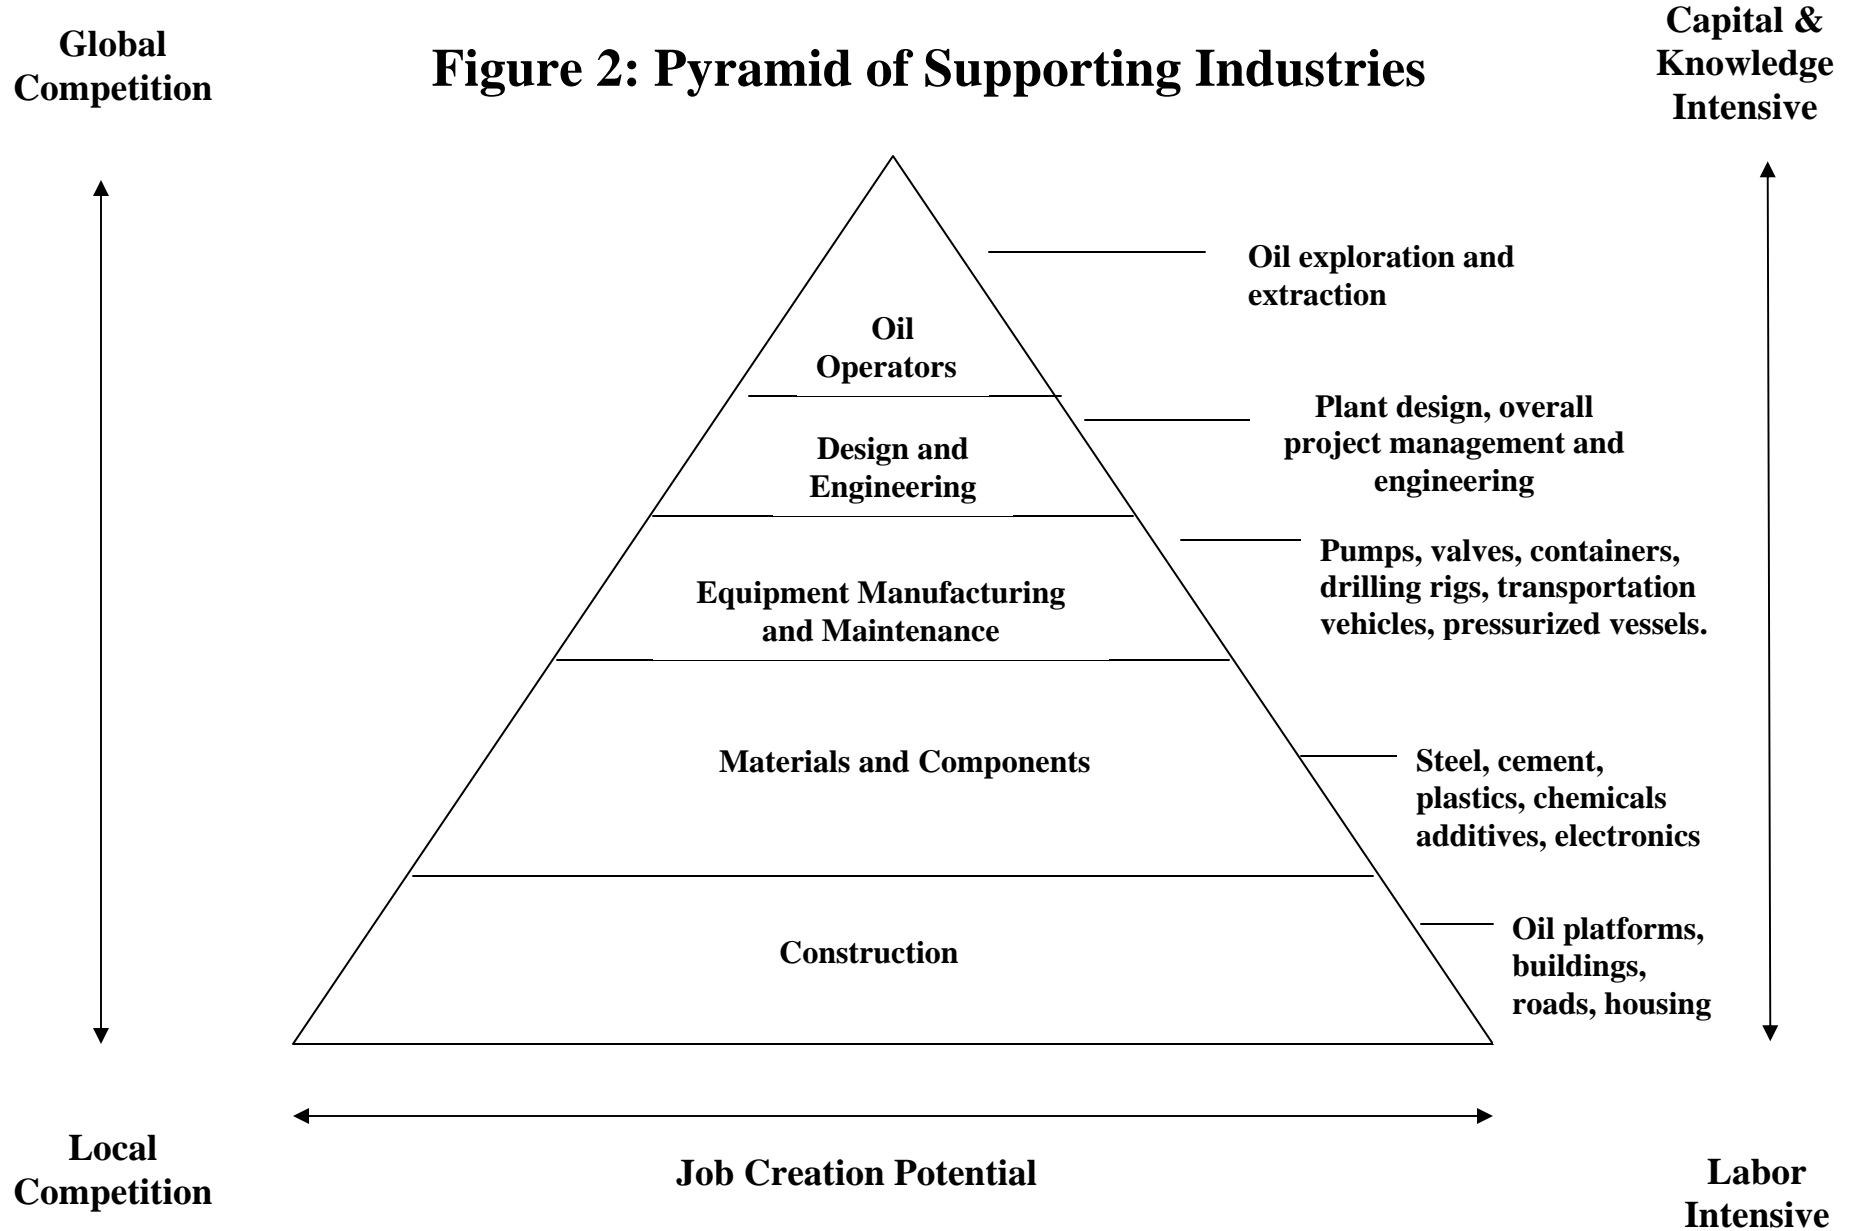 Global
Competition
Figure 2: Pyramid of Supporting Industries
Capital &
Knowledge
Intensive
Oil exploration and
extraction
Oil
Operators
Plant design, overall
project management and
engineering
Design and
Engineering
Pumps, valves, containers,
drilling rigs, transportation
vehicles, pressurized vessels.
Equipment Manufacturing
and Maintenance
Materials and Components
Steel, cement,
plastics, chemicals
additives, electronics
Construction
Oil platforms,
buildings,
roads, housing
Local
Competition
Job Creation Potential
Labor
Intensive